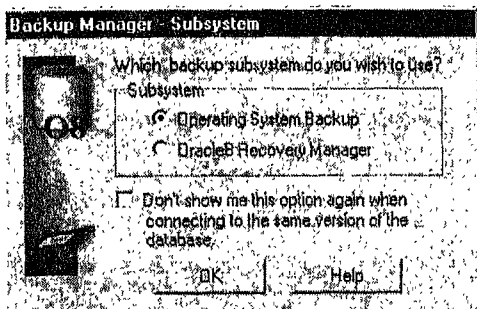 Backup Manager - Subsystem
Which backup subsystem do you wish to use?
Subsystem
Operating System Backup
Oracle8 Recovery Manager
Don't show me this option again when
connecting to the same version of the
database.
OK
Help
O8